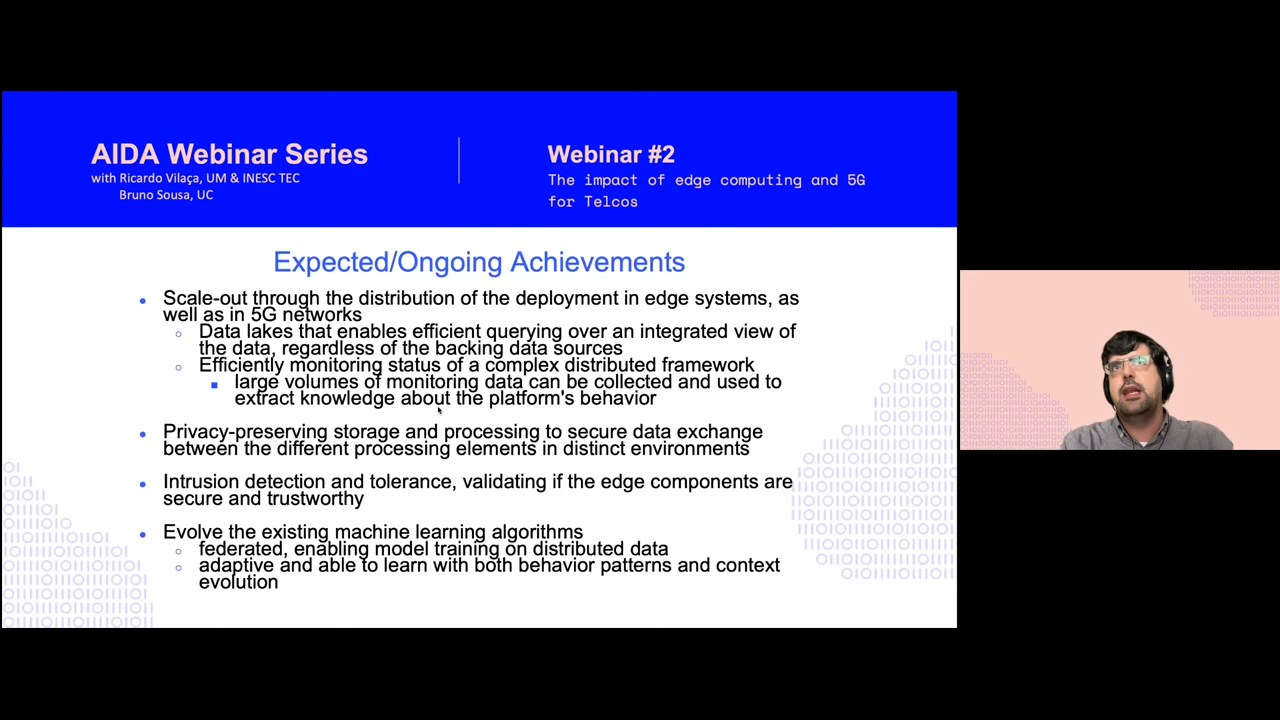 AIDA Webinar Series
with Ricardo Vilaça, UM & INESC TEC
Bruno Sousa, UC
Webinar #2
The impact of edge computing and 5G
for Telcos
Expected/Ongoing Achievements
Scale-out through the distribution of the deployment in edge systems, as
well as in 5G networks
Data lakes that enables efficient querying over an integrated view of
the data, regardless of the backing data sources
Efficiently monitoring status of a complex distributed framework
large volumes of monitoring data can be collected and used to
extract knowledge about the platform's behavior
Privacy-preserving storage and processing to secure data exchange
between the different processing elements in distinct environments
Intrusion detection and tolerance, validating if the edge components are
secure and trustworthy
Evolve the existing machine learning algorithms
federated, enabling model training on distributed data
adaptive and able to learn with both behavior patterns and context
evolution